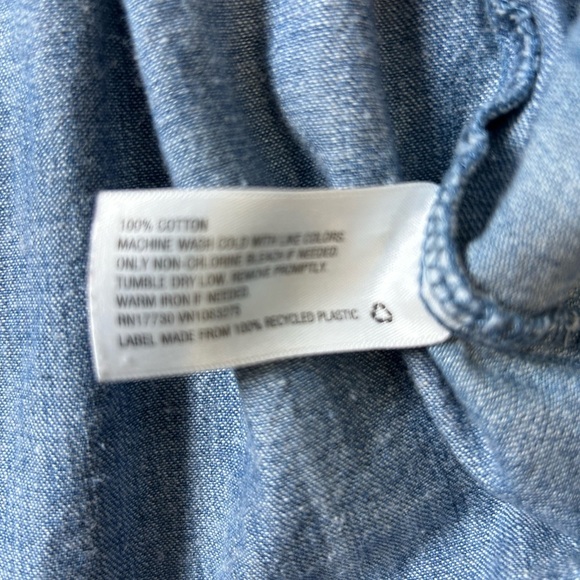 100% COTTON
MACHINE WASH COLD WITH LIKE COLORS.
ONLY NON-CHLORINE BLEACH IF NEEDED.
TUMBLE DRY LOW. REMOVE PROMPTLY.
WARM IRON IF NEEDED.
RN17730
LABEL MADE FROM 100% RECYCLED PLASTIC